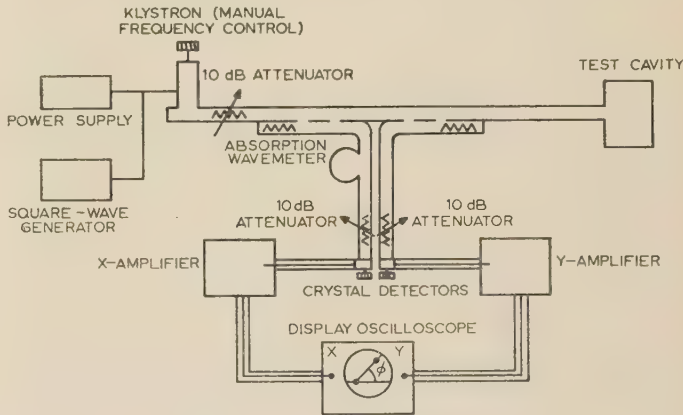 KLYSTRON (MANUAL
FREQUENCY CONTROL)
10 dB ATTENUATOR
TEST CAVITY
POWER SUPPLY
ABSORPTION
WAVEMETER
SQUARE-WAVE
GENERATOR
10 dB
ATTENUATOR
10 dB
ATTENUATOR
X-AMPLIFIER
Y-AMPLIFIER
CRYSTAL DETECTORS
DISPLAY OSCILLOSCOPE
X Y
ϕ